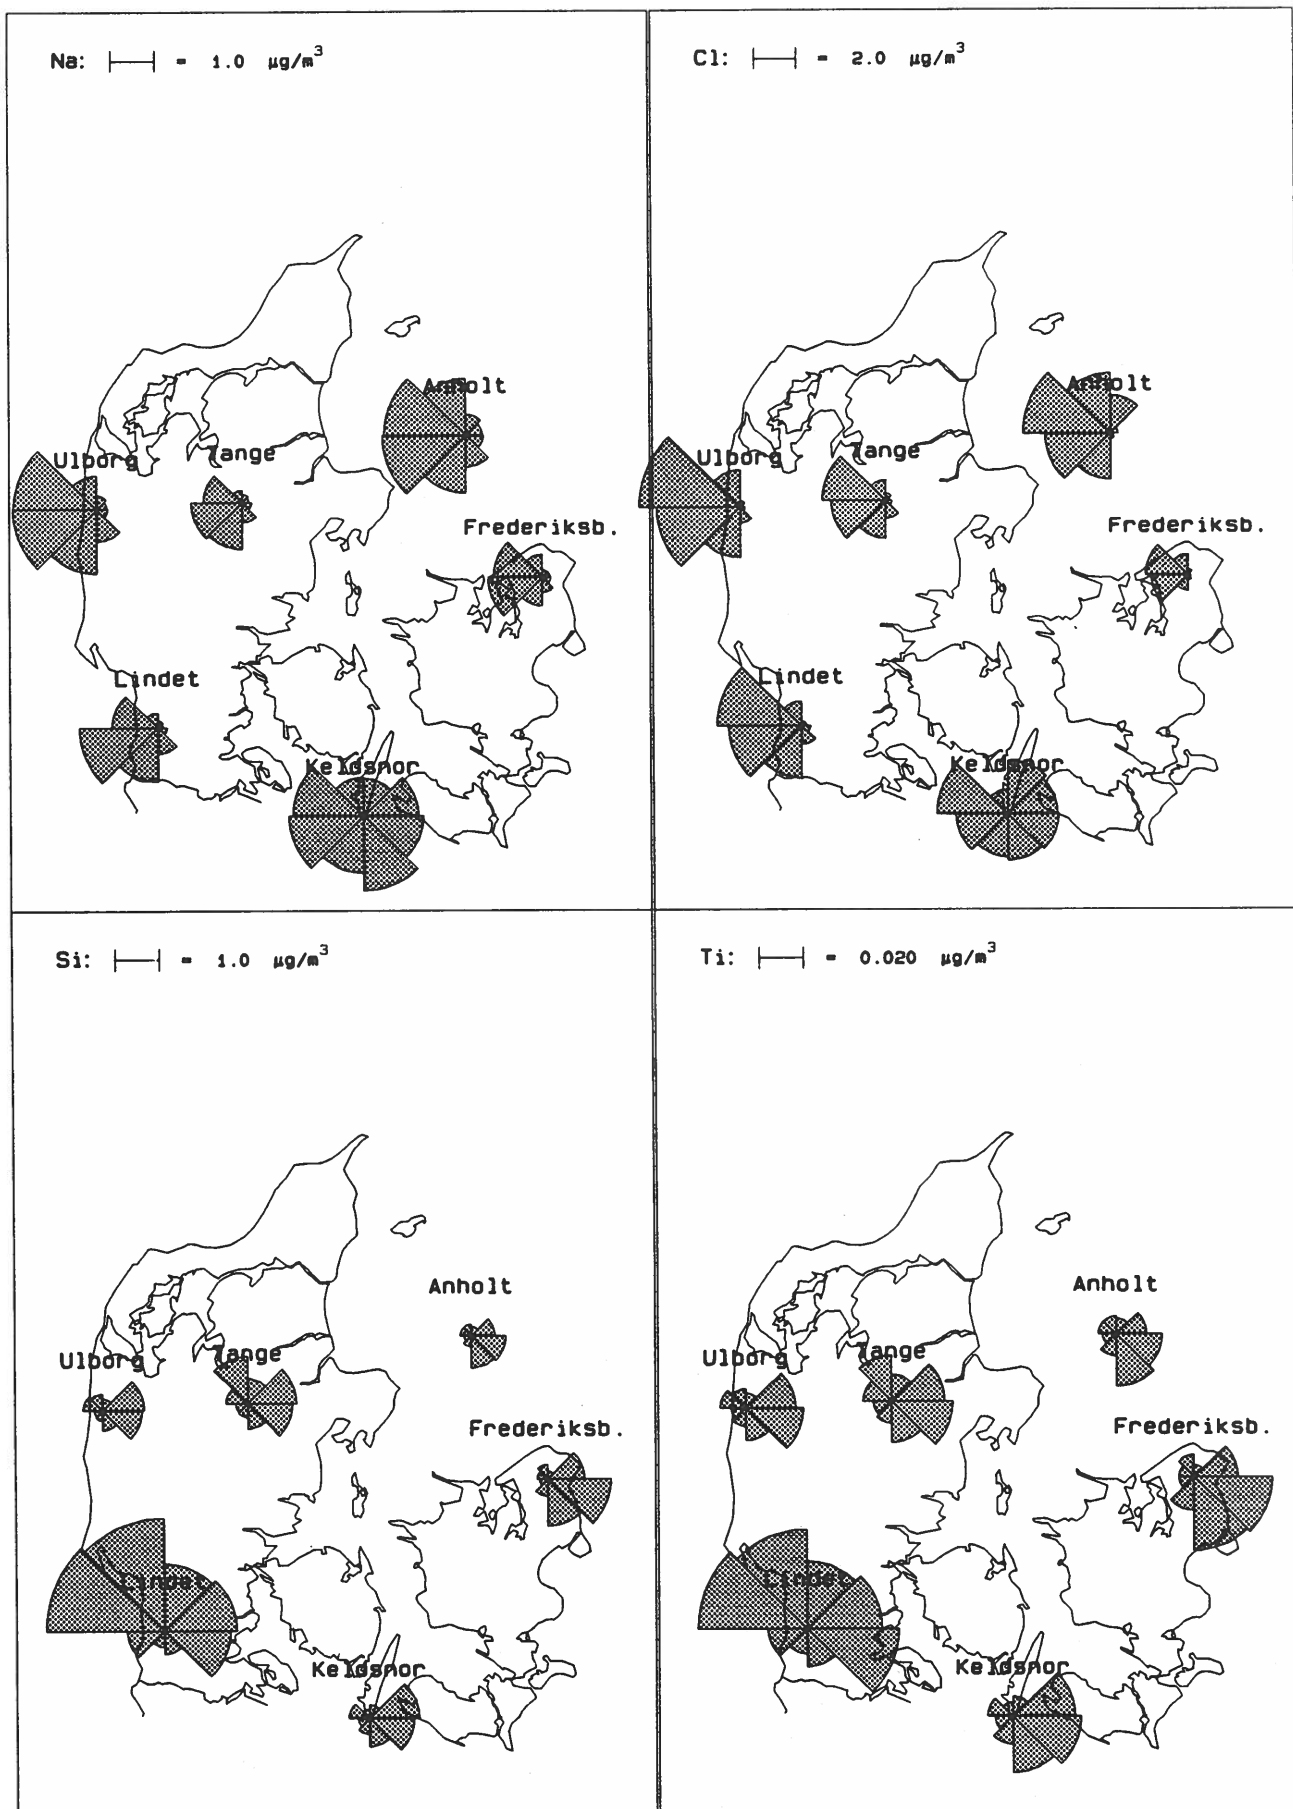 Na: = 1.0 µg/m³
Anholt
Ulborg
Tange
Frederiksb.
Lindet
Keldsnor
Cl: = 2.0 µg/m³
Anholt
Ulborg
Tange
Frederiksb.
Lindet
Keldsnor
Si: = 1.0 µg/m³
Anholt
Ulborg
Tange
Frederiksb.
Lindet
Keldsnor
Ti: = 0.020 µg/m³
Anholt
Ulborg
Tange
Frederiksb.
Lindet
Keldsnor